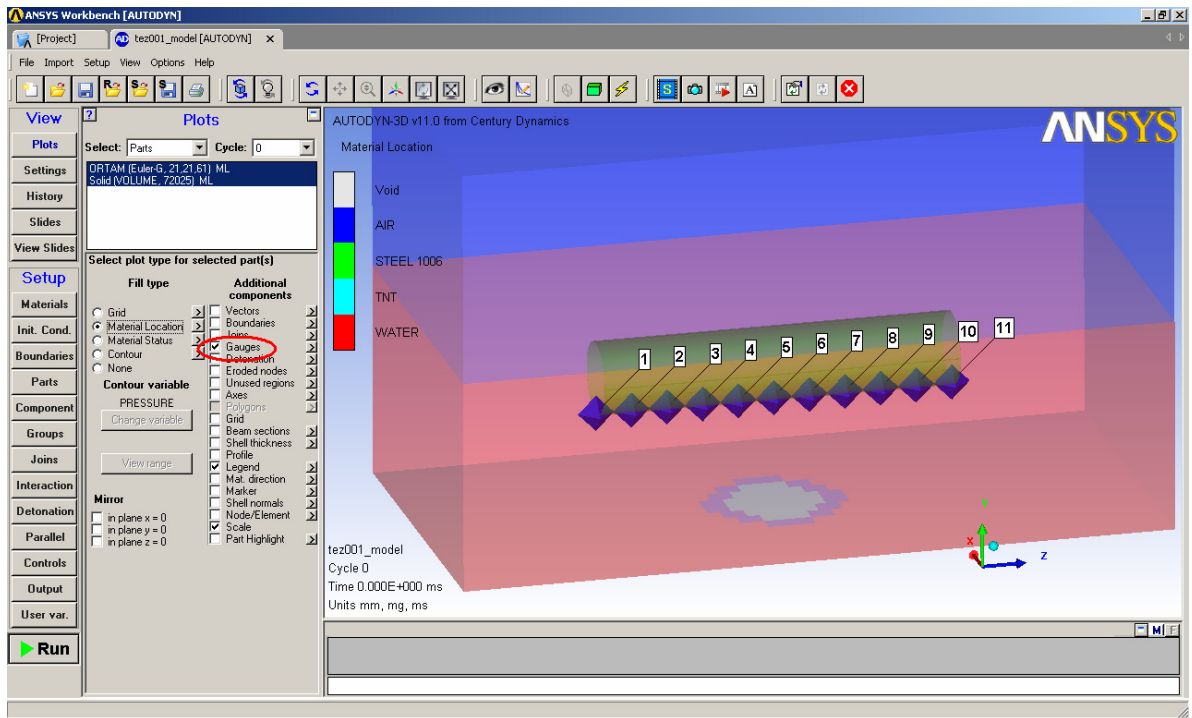 ANSYS Workbench [AUTODYN]
[Project]
tez001_model [AUTODYN]
File Import Setup View Options Help
View
Plots
Settings
History
Slides
View Slides
Setup
Materials
Init. Cond.
Boundaries
Parts
Component
Groups
Joins
Interaction
Detonation
Parallel
Controls
Output
User var.
Run
Plots
Select: Parts Cycle: 0
ORTAM (Euler-G, 21,21,61) ML
Solid (VOLUME, 72025) ML
Select plot type for selected part(s)
Fill type
Grid
Material Location
Material Status
Contour
None
Contour variable
PRESSURE
Change variable
View range
Mirror
in plane x = 0
in plane y = 0
in plane z = 0
Additional
components
Vectors
Boundaries
Joins
Gauges
Detonation
Eroded nodes
Unused regions
Axes
Polygons
Grid
Beam sections
Shell thickness
Profile
Legend
Mat. direction
Marker
Shell normals
Node/Element
Scale
Part Highlight
AUTODYN-3D v11.0 from Century Dynamics
Material Location
Void
AIR
STEEL 1006
TNT
WATER
ANSYS
1 2 3 4 5 6 7 8 9 10 11
Y
X
Z
tez001_model
Cycle 0
Time 0.000E+000 ms
Units mm, mg, ms
M F